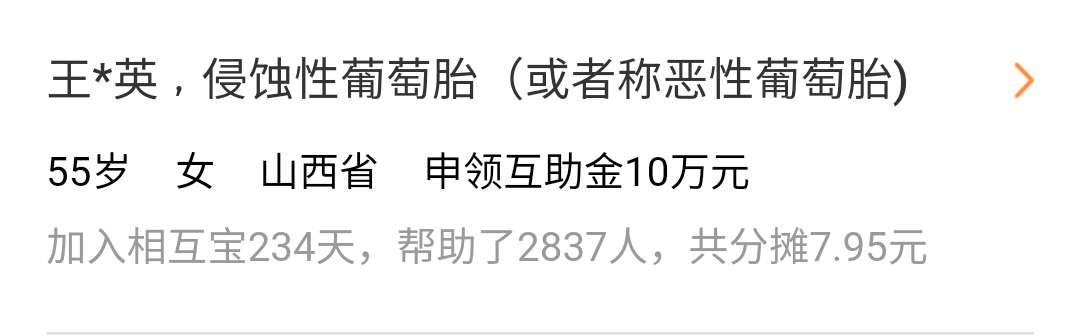 王*英，侵蚀性葡萄胎（或者称恶性葡萄胎)
55岁 女 山西省 申领互助金10万元
加入相互宝234天，帮助了2837人，共分摊7.95元